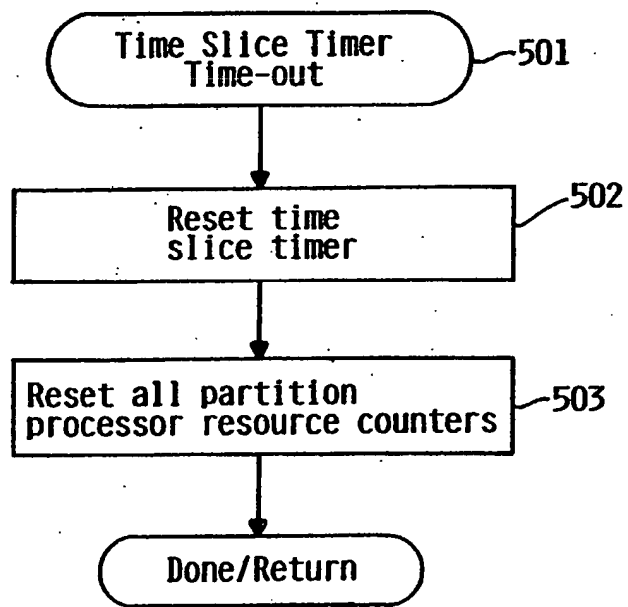 Time Slice Timer
Time-out
501
502
Reset time
slice timer
Reset all partition
processor resource counters
503
Done/Return